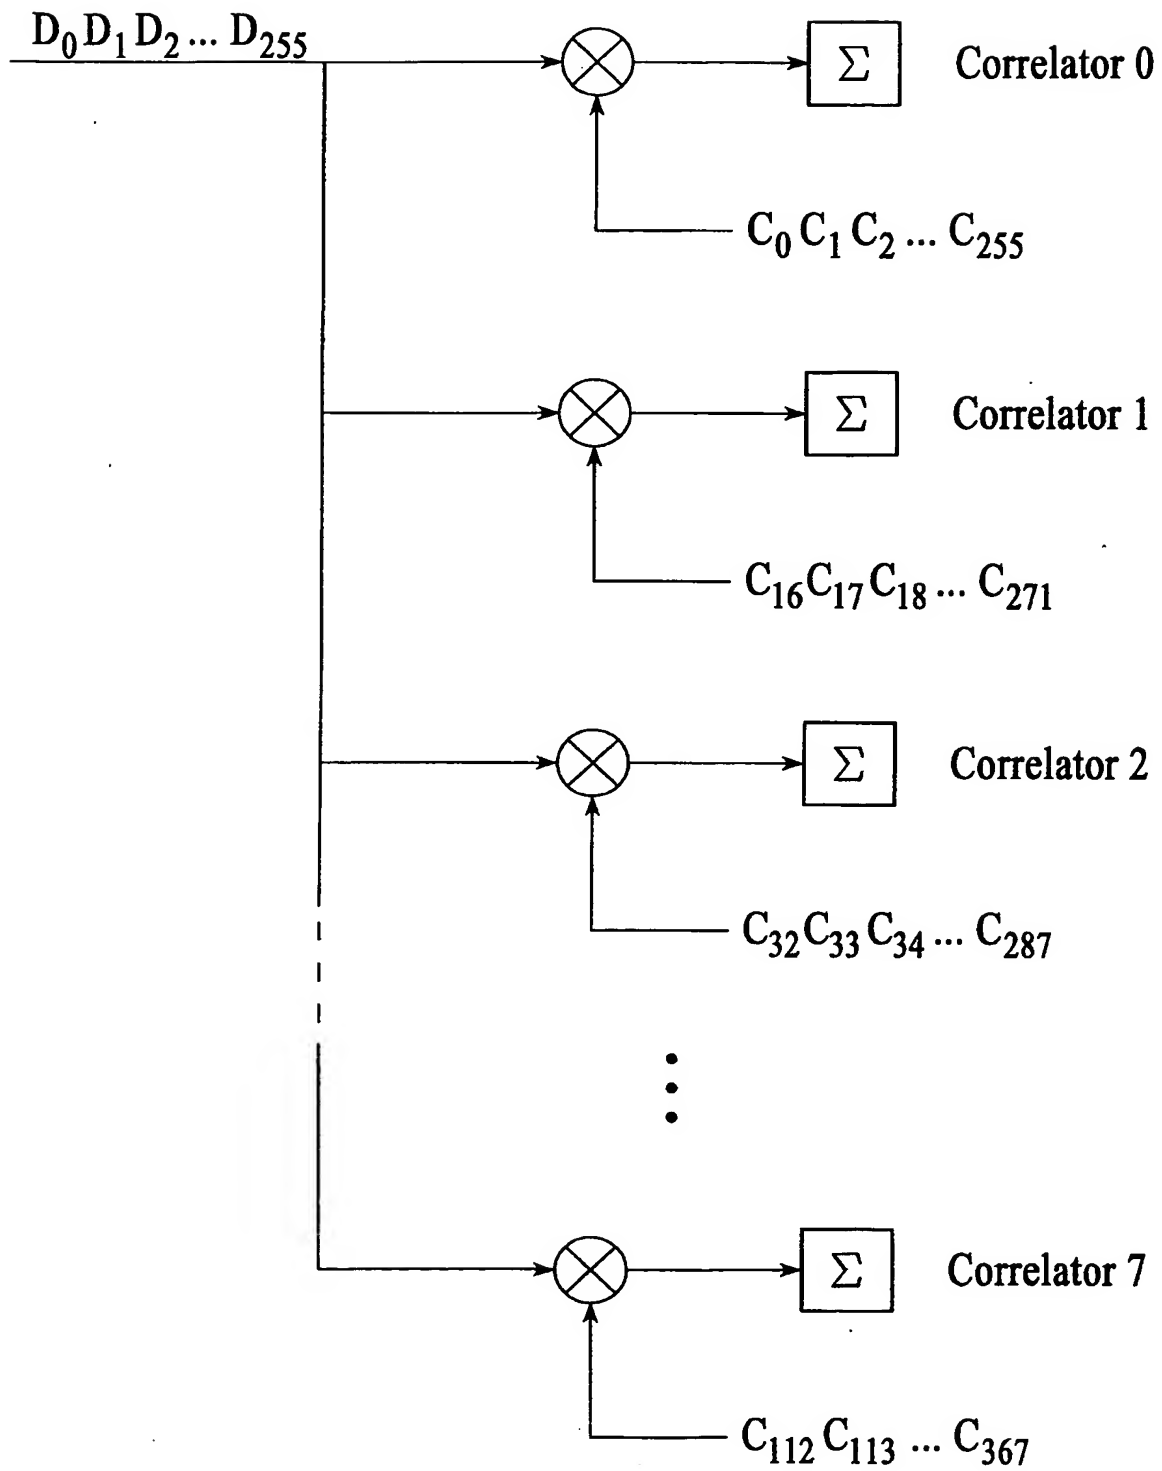 D0 D1 D2 ... D255
Σ Correlator 0
C0 C1 C2 ... C255
Σ Correlator 1
C16 C17 C18 ... C271
Σ Correlator 2
C32 C33 C34 ... C287
Σ Correlator 7
C112 C113 ... C367